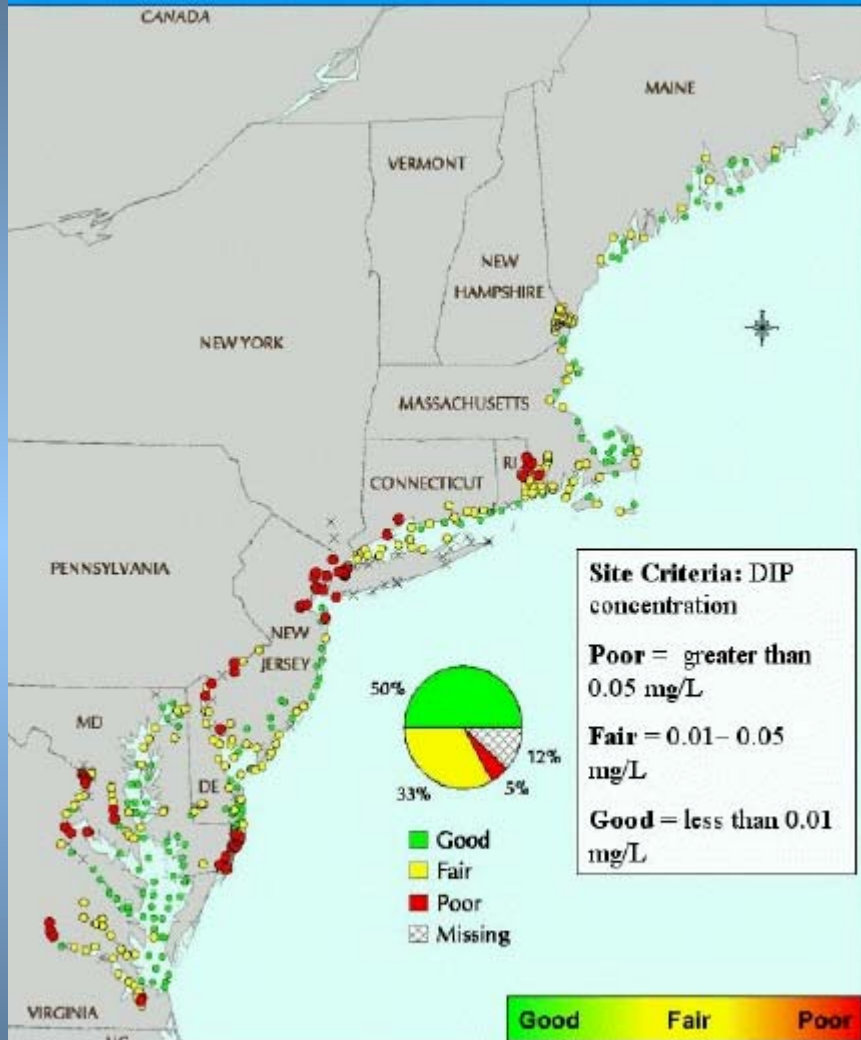 CANADA
MAINE
VERMONT
NEW
HAMPSHIRE
NEW YORK
MASSACHUSETTS
CONNECTICUT
RI
PENNSYLVANIA
NEW
JERSEY
MD
DE
VIRGINIA
NC
Site Criteria: DIP
concentration
Poor = greater than
0.05 mg/L
Fair = 0.01– 0.05
mg/L
Good = less than 0.01
mg/L
50%
12%
33%
5%
Good
Fair
Poor
Missing
Good Fair Poor